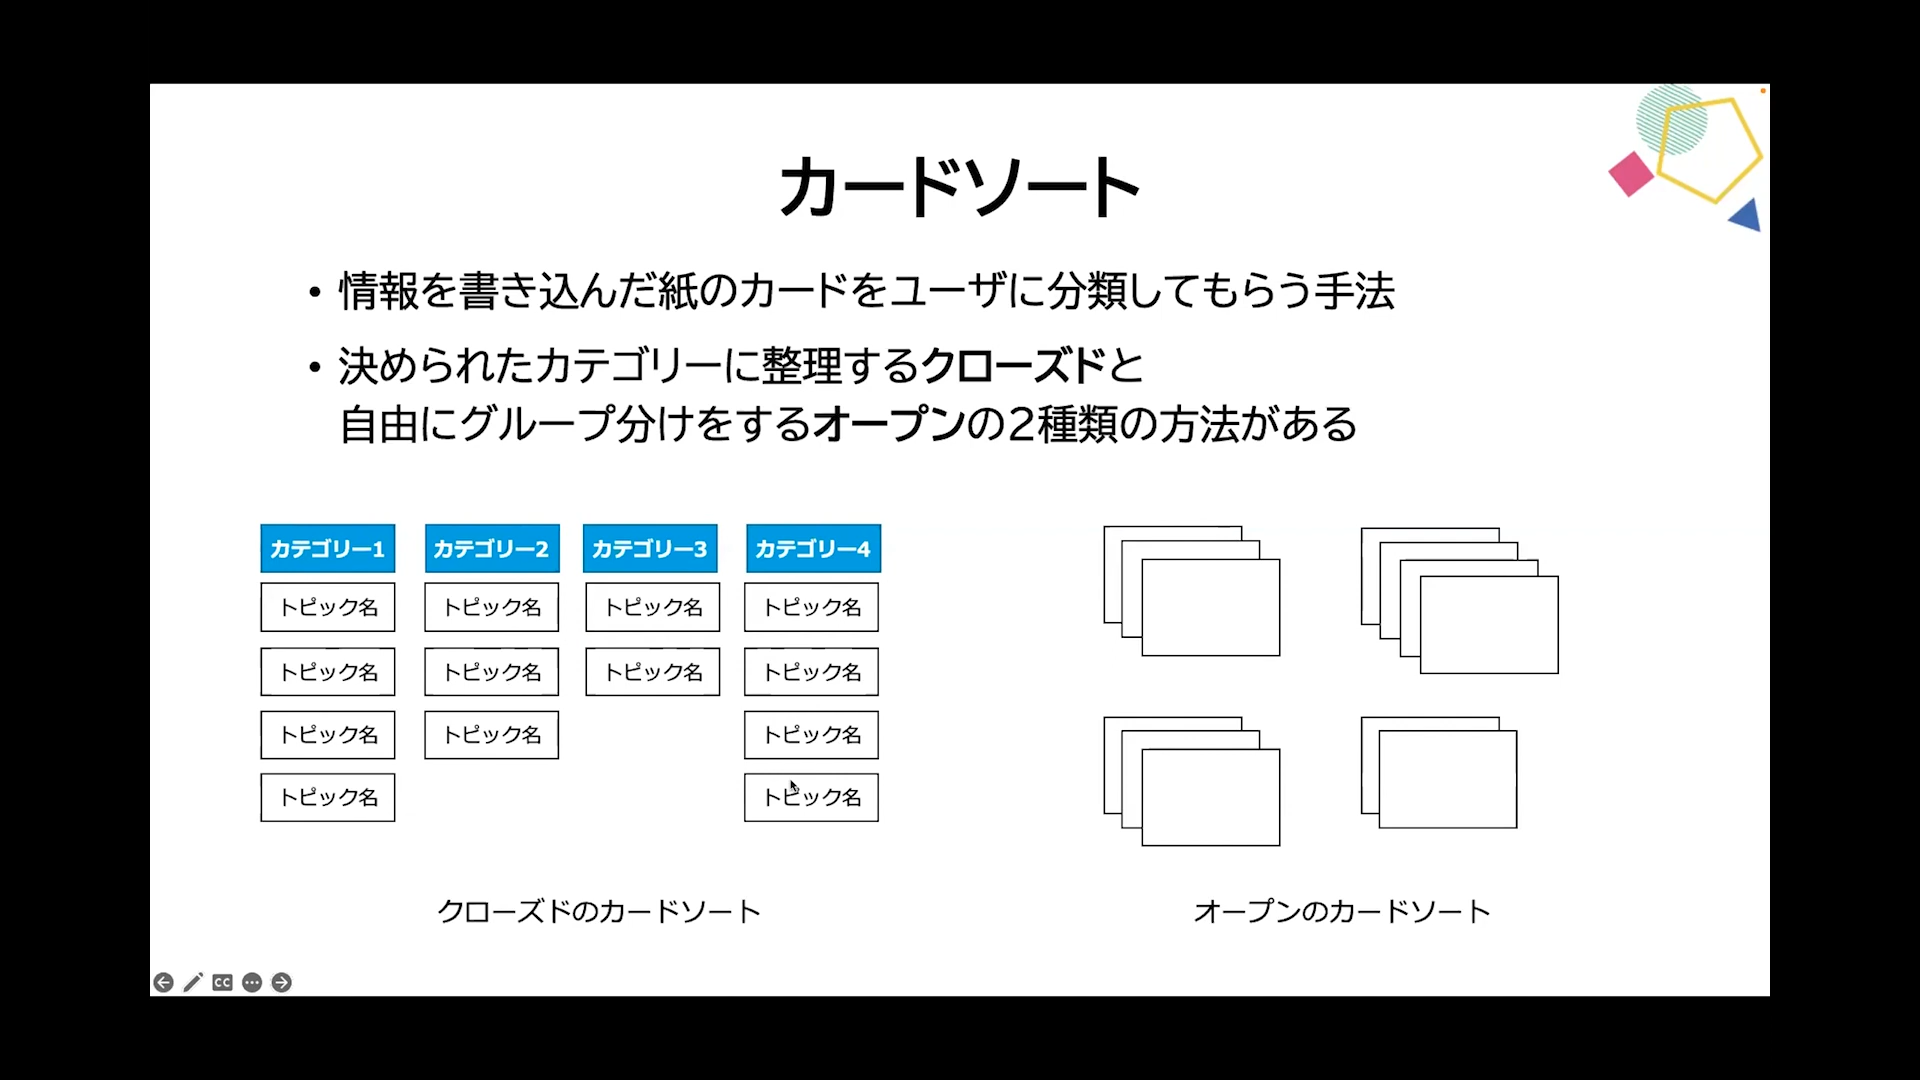 カードソート
• 情報を書き込んだ紙のカードをユーザに分類してもらう手法
• 決められたカテゴリーに整理するクローズドと
自由にグループ分けをするオープンの2種類の方法がある
カテゴリー1 カテゴリー2 カテゴリー3 カテゴリー4
トピック名 トピック名 トピック名 トピック名
トピック名 トピック名 トピック名 トピック名
トピック名 トピック名 トピック名
トピック名 トピック名
クローズドのカードソート オープンのカードソート
CC